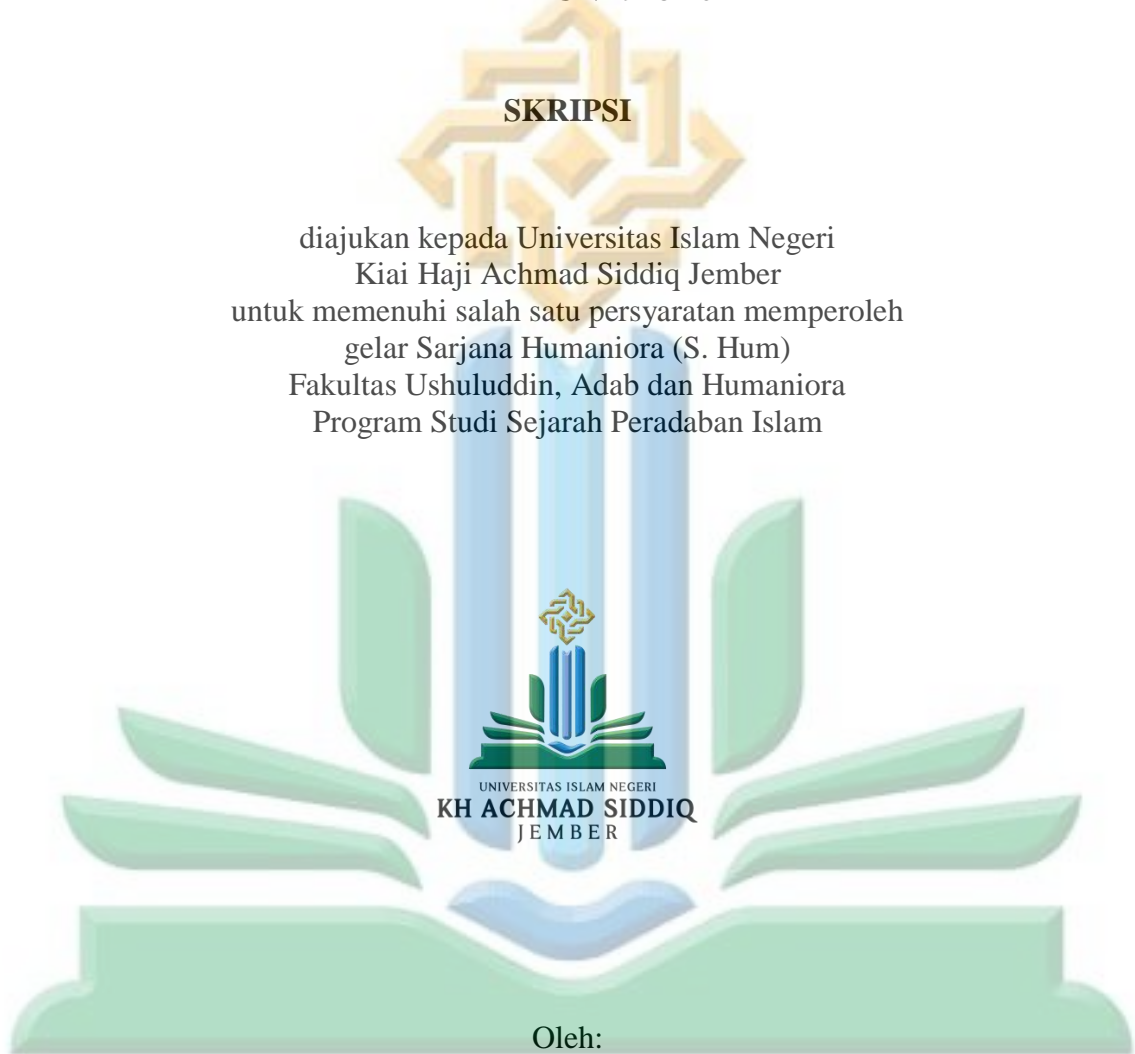 SKRIPSI
diajukan kepada Universitas Islam Negeri
Kiai Haji Achmad Siddiq Jember
untuk memenuhi salah satu persyaratan memperoleh
gelar Sarjana Humaniora (S. Hum)
Fakultas Ushuluddin, Adab dan Humaniora
Program Studi Sejarah Peradaban Islam
UNIVERSITAS ISLAM NEGERI
KH ACHMAD SIDDIQ
JEMBER
Oleh: